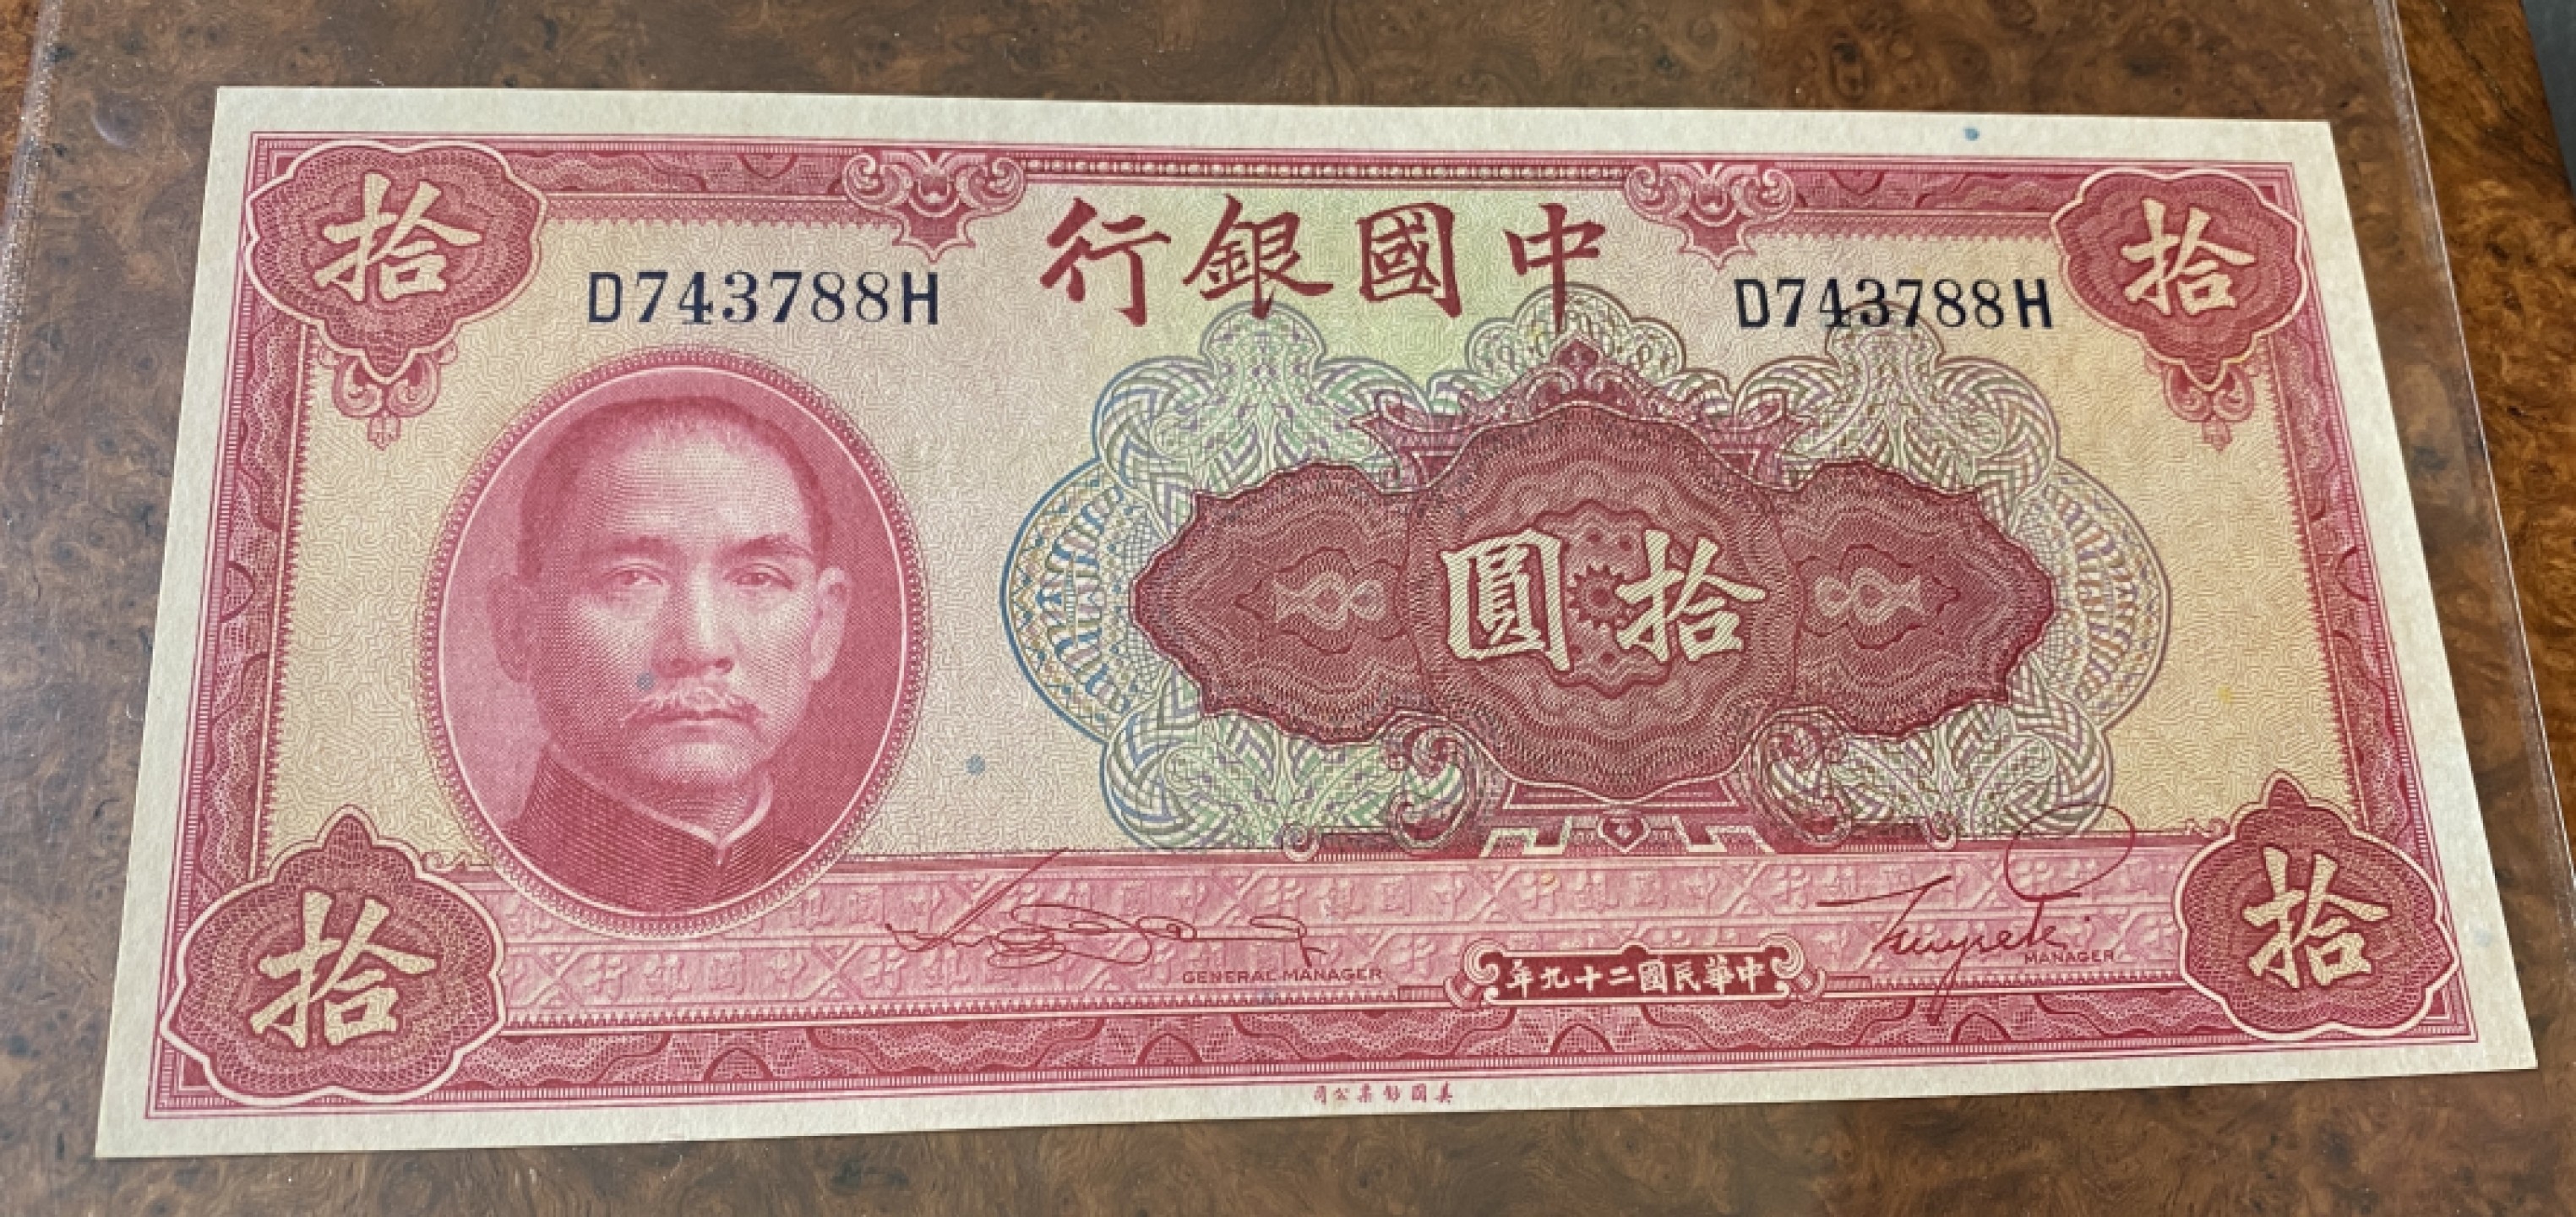 拾 拾
中國銀行
D743788H D743788H
拾圓
GENERAL MANAGER
MANAGER
中華民國二十九年
拾 拾
美國鈔票公司